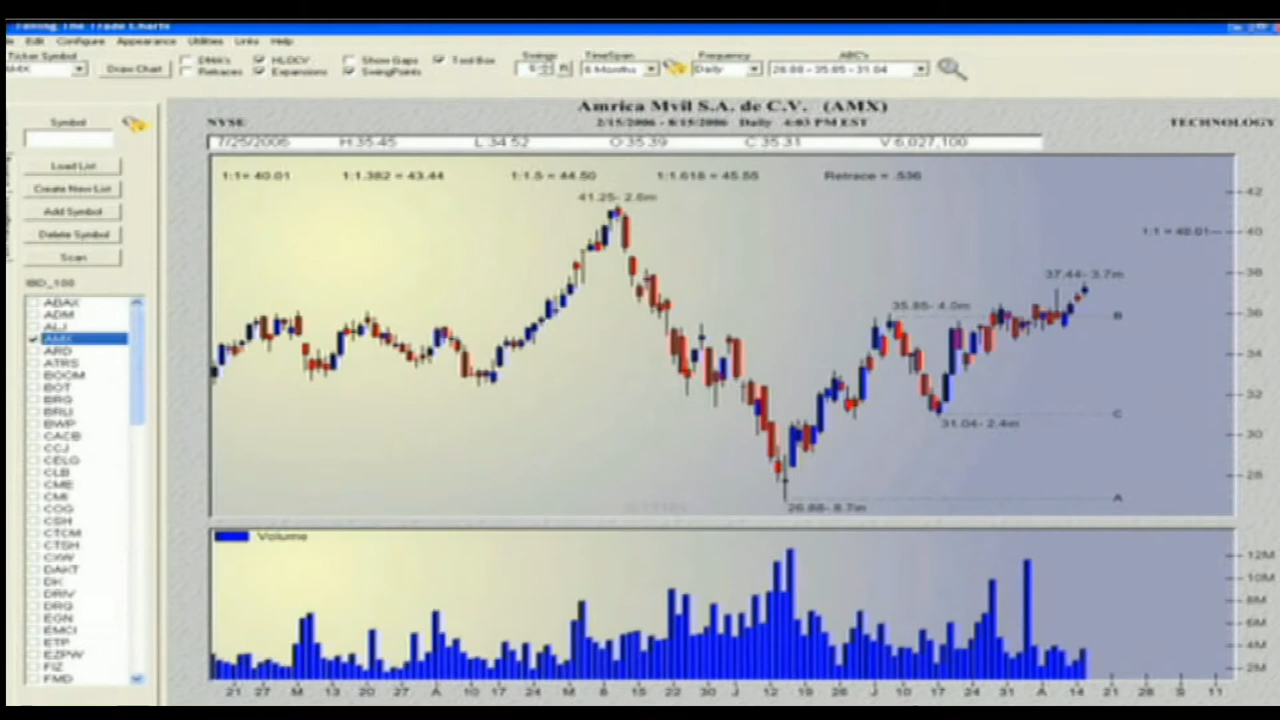 Taking The Trade Charts
Edit Configure Appearance Utilities Links Help
Ticker Symbol
AMX
Draw Chart
DMA's
Retraces
HLOCV
Expansions
Show Gaps
SwingPoints
Tool Box
Swings
TimeSpan
6 Months
Frequency
Daily
ABC's
26.88 - 35.85 - 31.04
Symbol
Load List
Create New List
Add Symbol
Delete Symbol
Scan
IBD_100
ABAX
ADM
ALJ
AMX
ARD
ATRS
BOOM
BOT
BRG
BRLI
BWP
CACB
CCJ
CELG
CLB
CME
CMI
COG
CSH
CTCM
CTSH
CXW
DAKT
DK
DRIV
DRQ
EGN
EMCI
ETP
EZPW
FIZ
FMD
Amrica Mvil S.A. de C.V. (AMX)
NYSE
2/15/2006 - 8/15/2006 Daily 4:03 PM EST
TECHNOLOGY
7/25/2006 H 35.45 L 34.52 O 35.39 C 35.31 V 6,027,100
1:1= 40.01 1:1.382 = 43.44 1:1.5 = 44.50 1:1.618 = 45.55 Retrace = .536
41.25- 2.6m
1:1 = 40.01
37.44- 3.7m
35.85- 4.0m
B
C
31.04- 2.4m
A
26.88- 8.7m
42
40
38
36
34
32
30
28
Volume
12M
10M
8M
6M
4M
2M
21 27 M 13 20 27 A 10 17 24 M 8 15 22 30 J 12 19 26 J 10 17 24 31 A 14 21 28 S 11